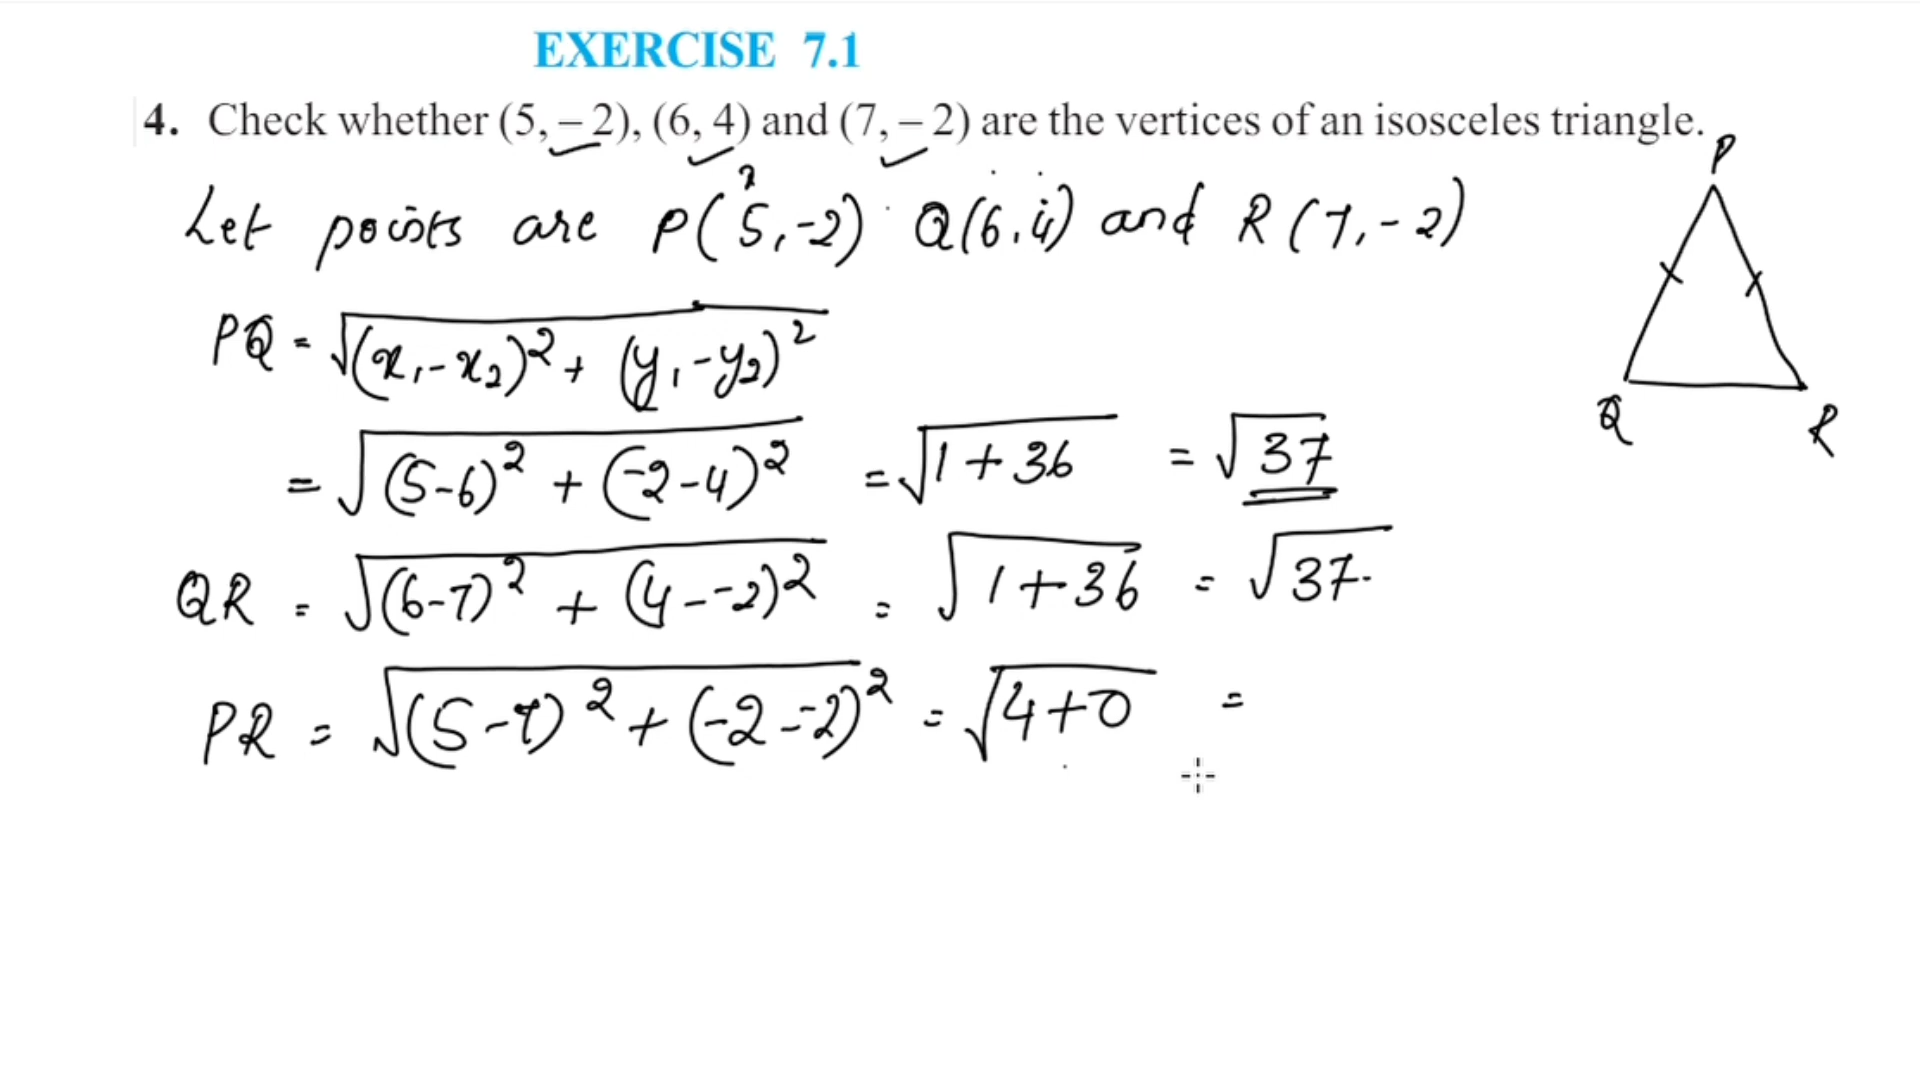 EXERCISE 7.1
4. Check whether (5, – 2), (6, 4) and (7, – 2) are the vertices of an isosceles triangle.
P
Let points are P(5,-2) Q(6,4) and R(7,-2)
PQ = √(x₁-x₂)² + (y₁-y₂)²
= √(5-6)² + (-2-4)² = √1+36 = √37
Q R
QR = √(6-7)² + (4--2)² = √1+36 = √37.
PR = √(5-7)² + (-2--2)² = √4+0 =